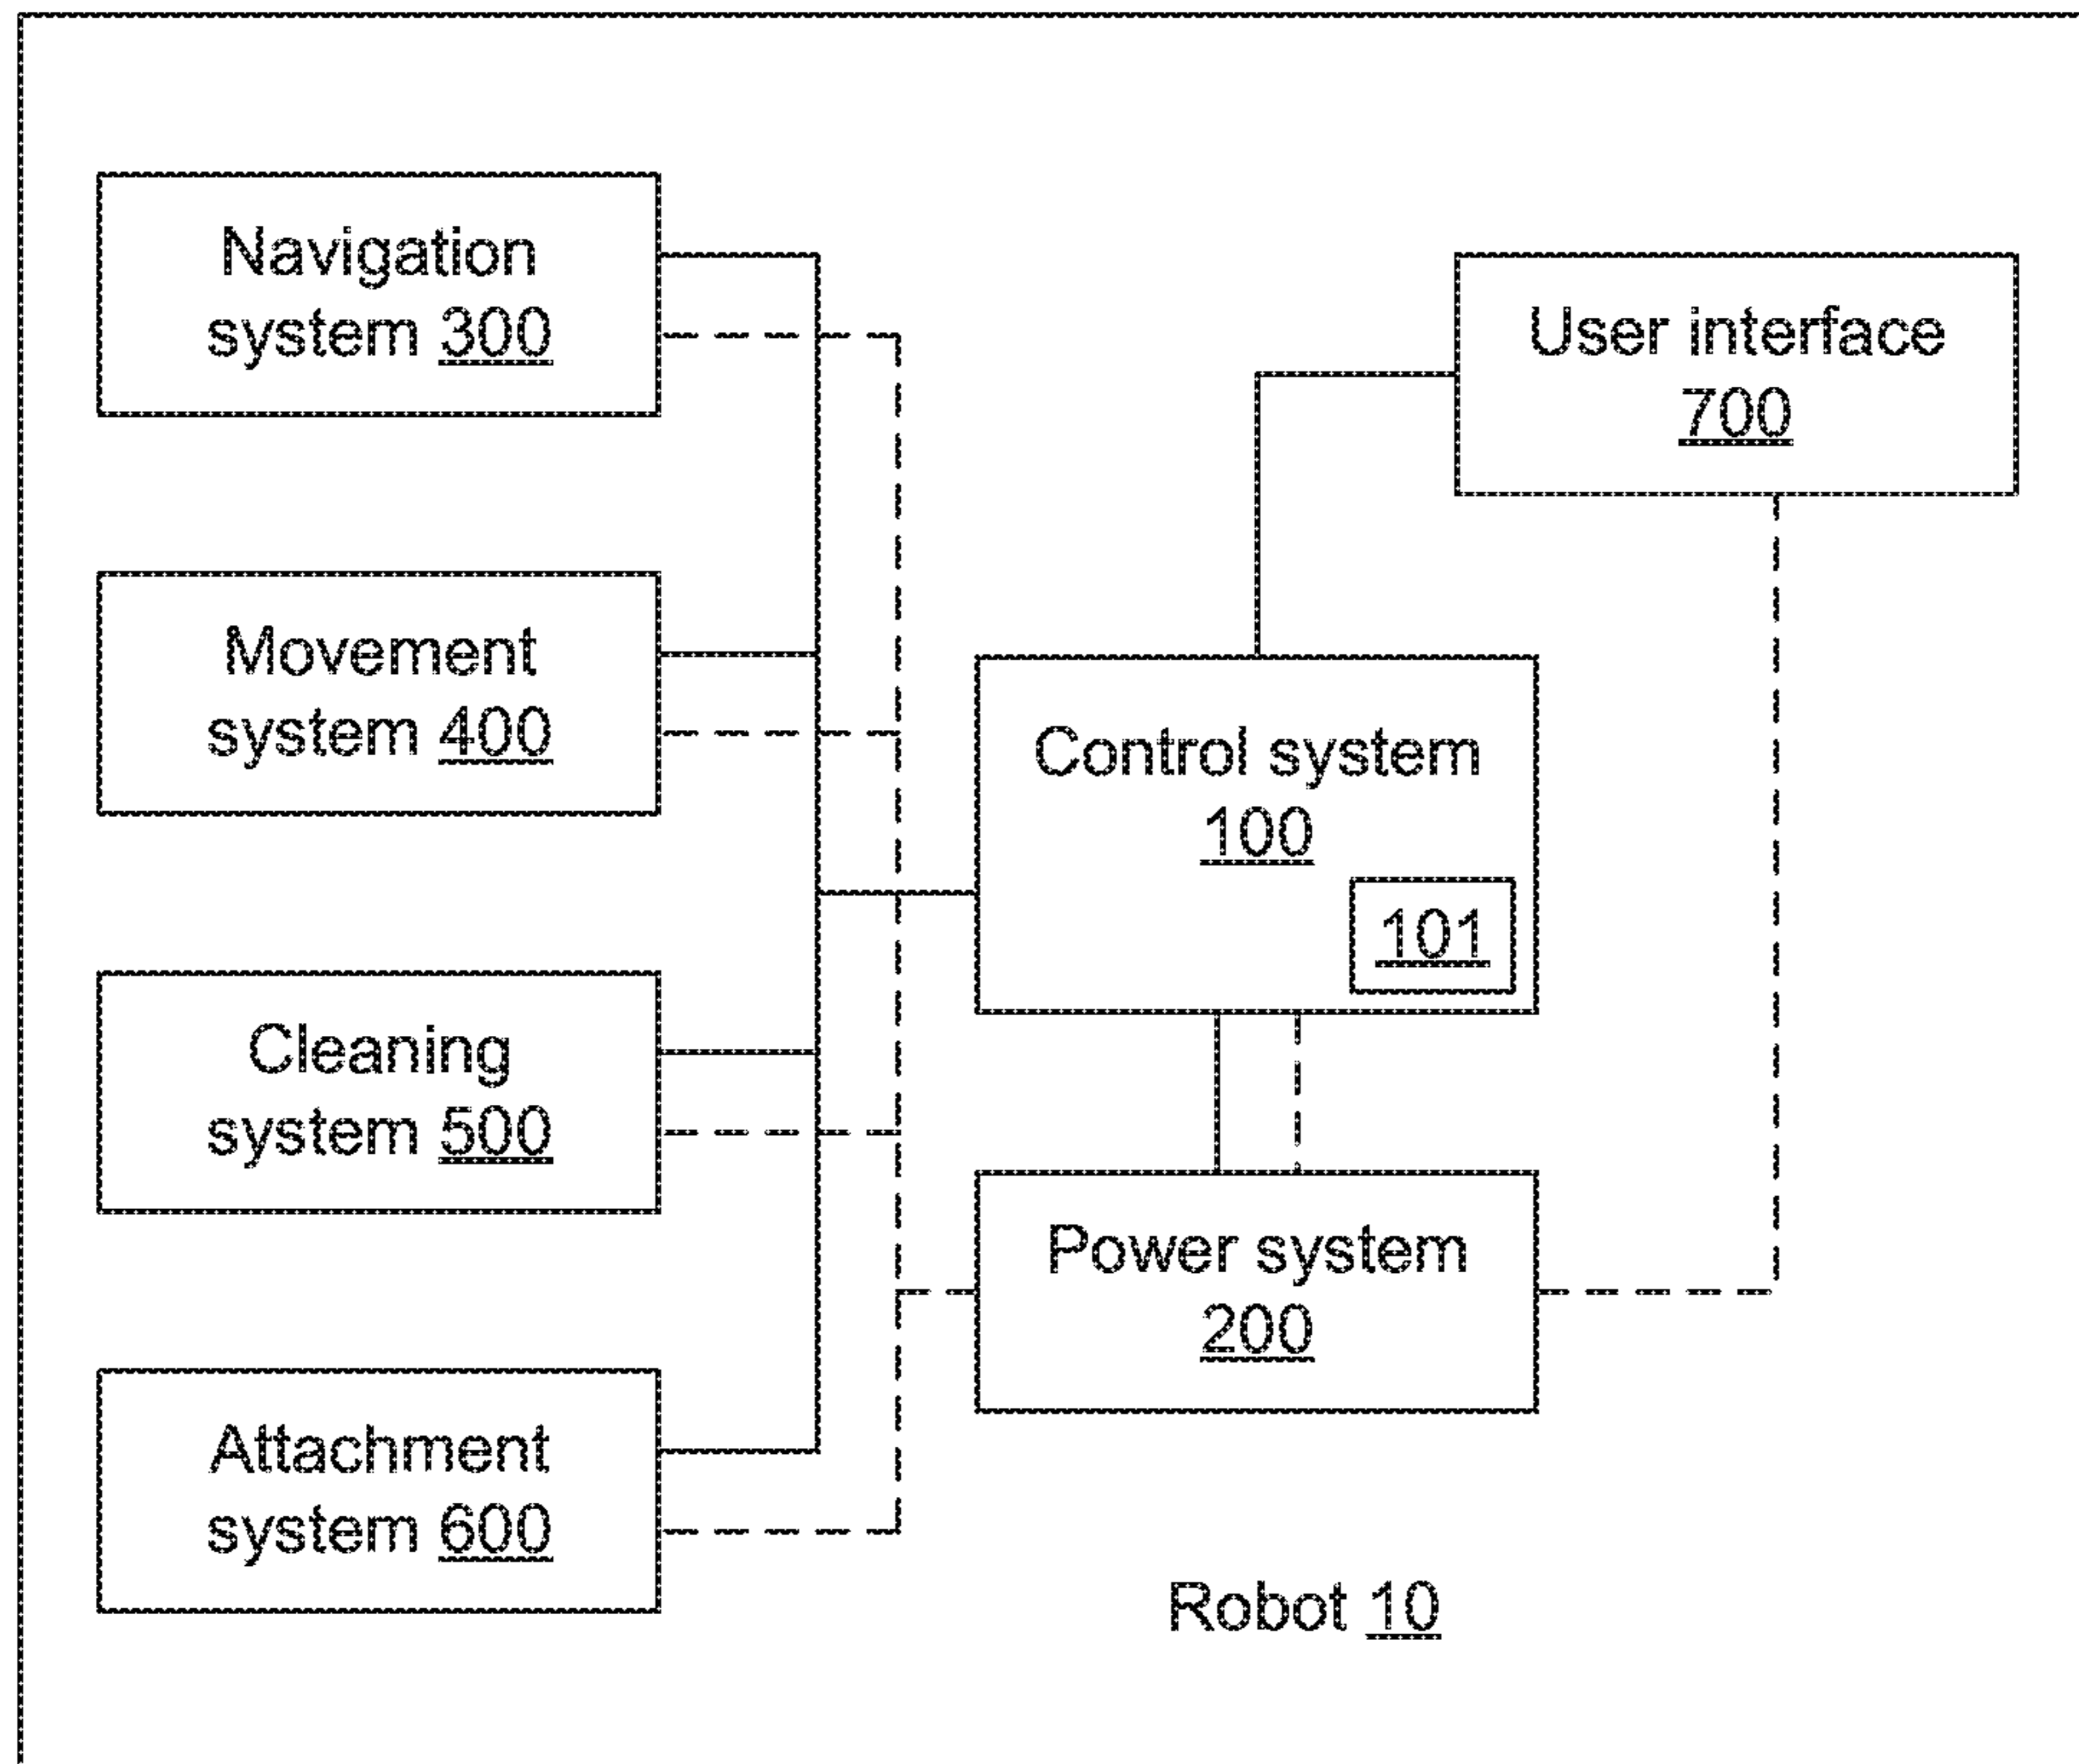 Navigation
system 300
User interface
700
Movement
system 400
Control system
100
101
Cleaning
system 500
Power system
200
Attachment
system 600
Robot 10